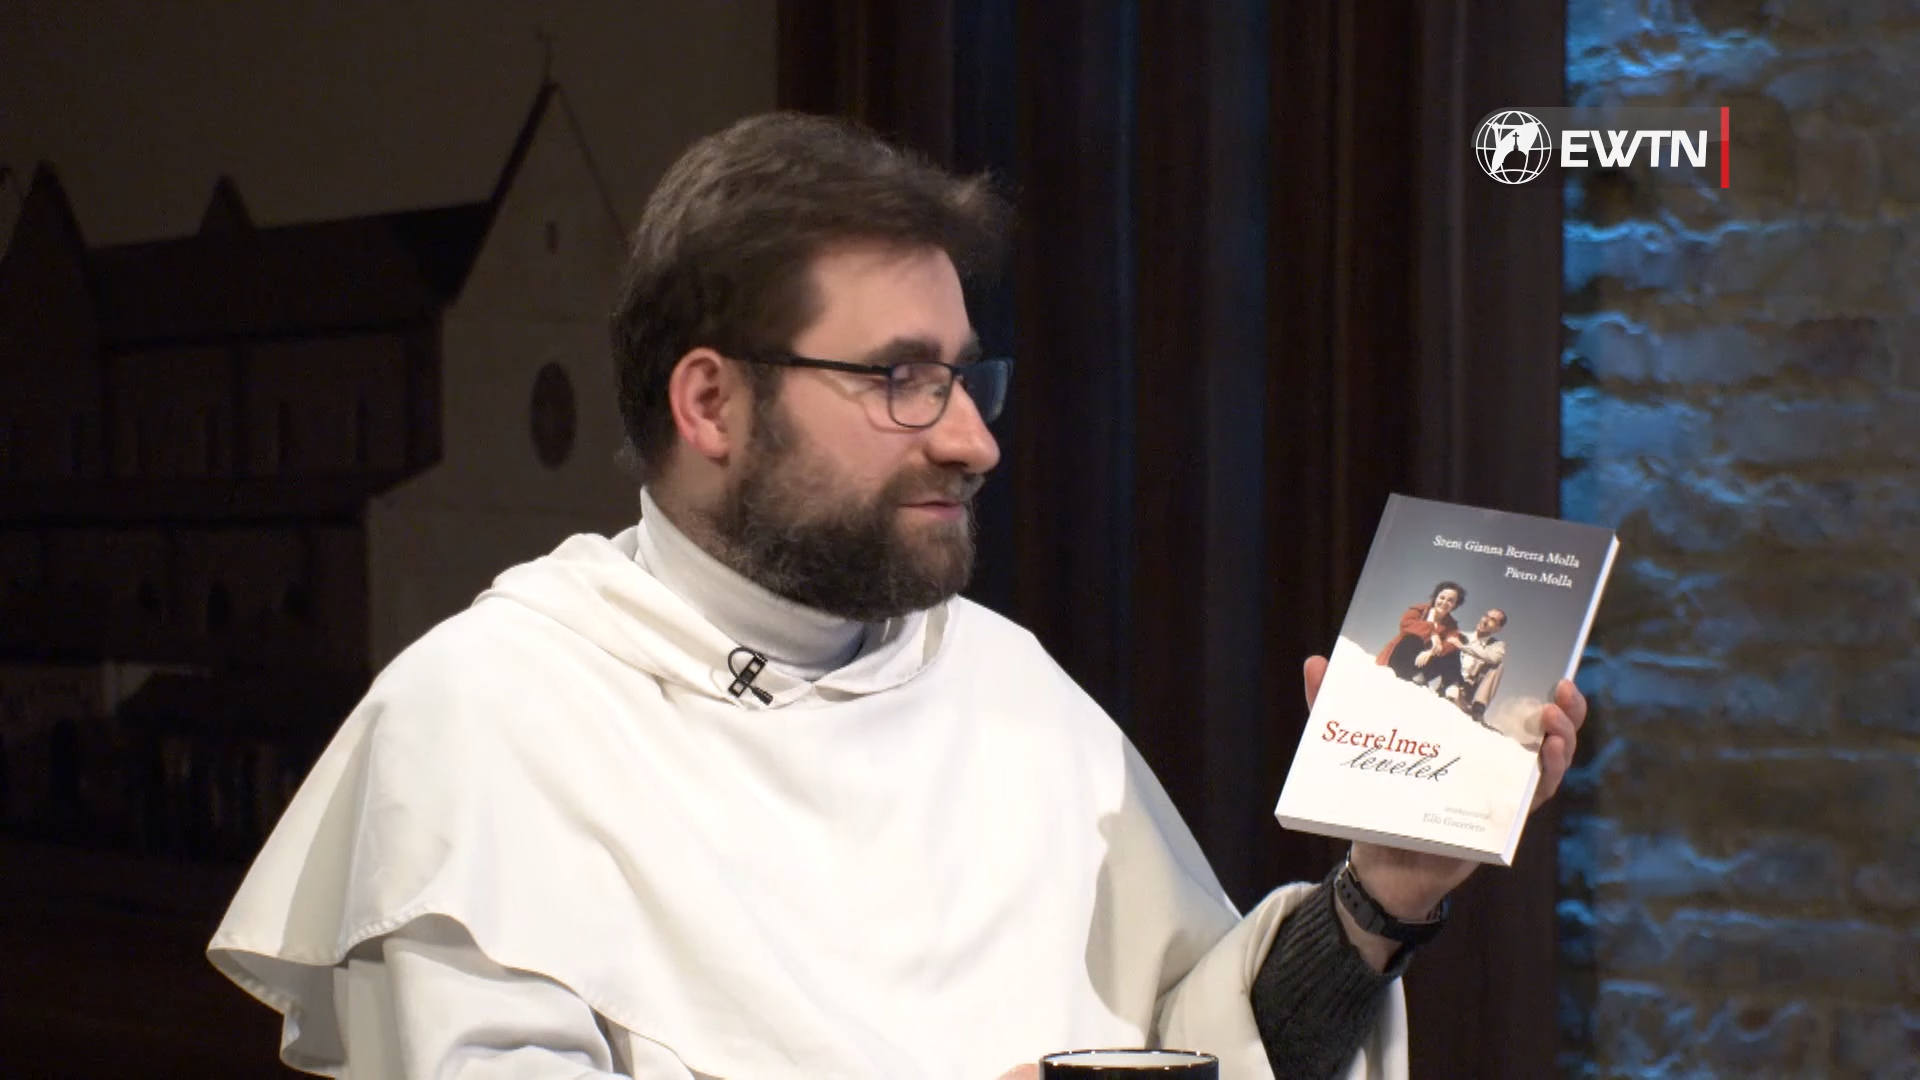 EWTN
Szent Gianna Beretta Molla
Pietro Molla
Szerelmes
levelek
Elio Guerriero